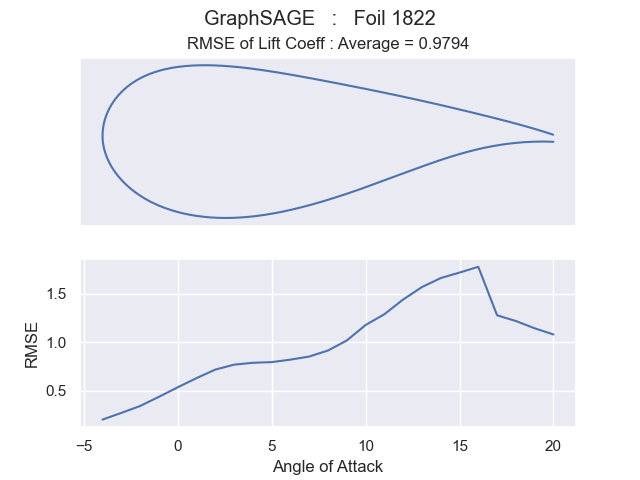 GraphSAGE   :   Foil 1822
RMSE of Lift Coeff : Average = 0.9794
1.5
1.0
0.5
RMSE
−5 0 5 10 15 20
Angle of Attack